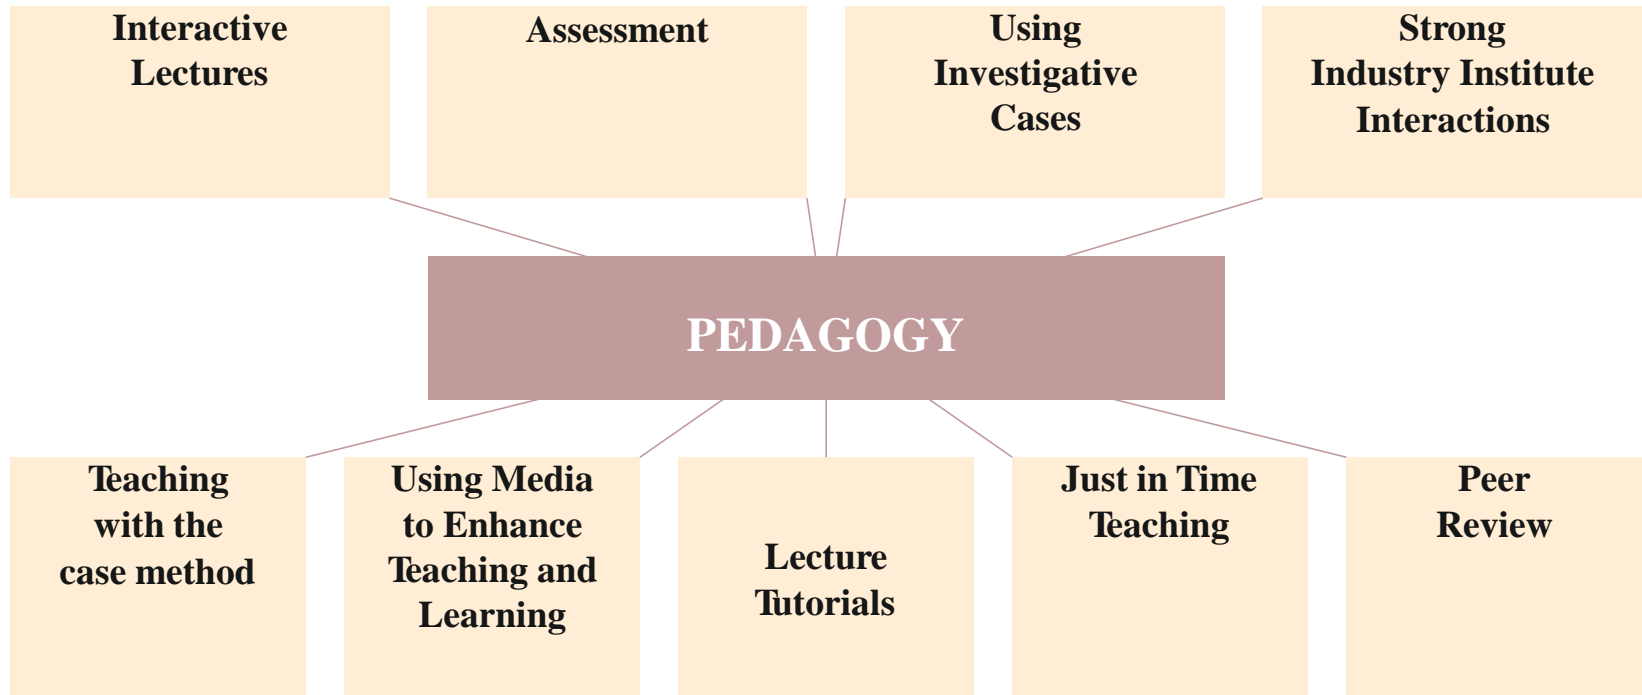 Interactive
Lectures
Assessment
Using
Investigative
Cases
Strong
Industry Institute
Interactions
PEDAGOGY
Teaching
with the
case method
Using Media
to Enhance
Teaching and
Learning
Lecture
Tutorials
Just in Time
Teaching
Peer
Review